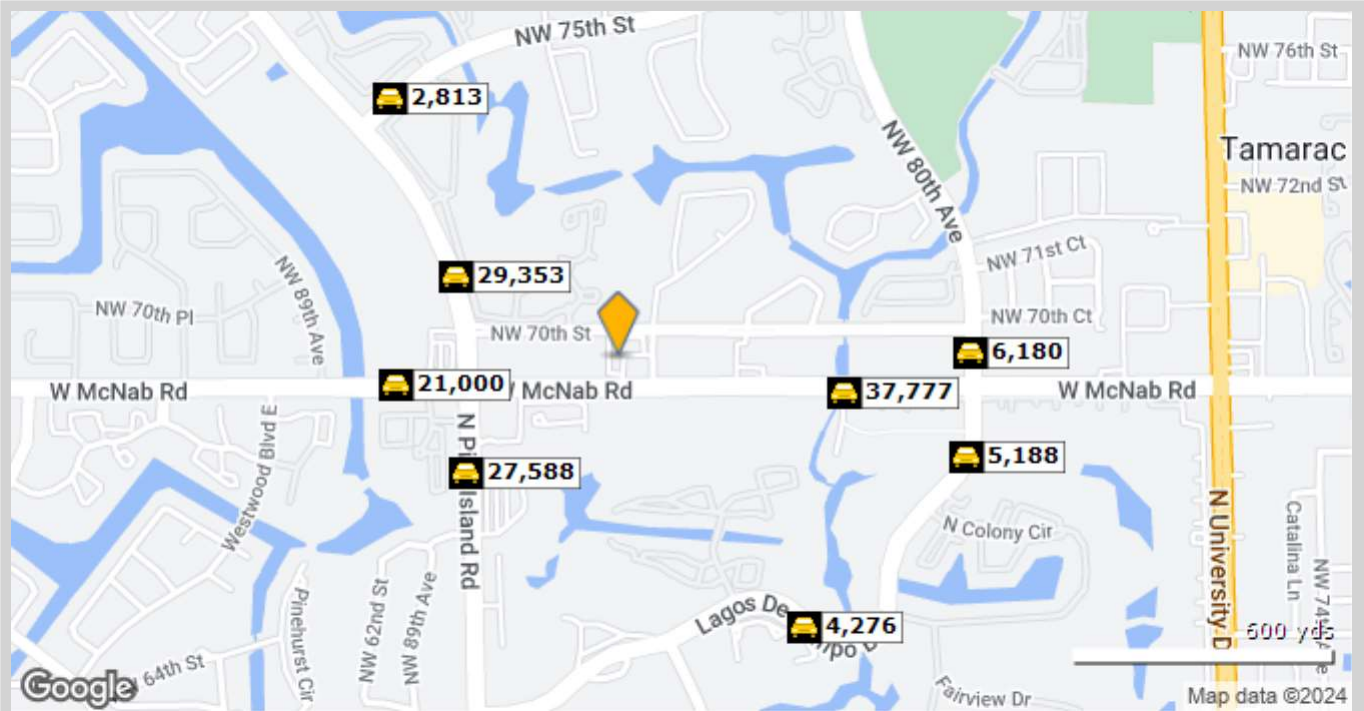 NW 75th St
NW 76th St
2,813
Tamarac
NW 80th Ave
NW 72nd St
NW 71st Ct
NW 89th Ave
29,353
NW 70th Pl
NW 70th St
NW 70th Ct
6,180
W McNab Rd
21,000
McNab Rd
37,777
W McNab Rd
N Pi
Island Rd
5,188
27,588
Westwood Blvd E
N Colony Cir
N University D
Catalina Ln
NW 62nd St
NW 89th Ave
Pinehurst Cir
Lagos De
4,276
600 yds
64th St
Fairview Dr
Google
Map data ©2024